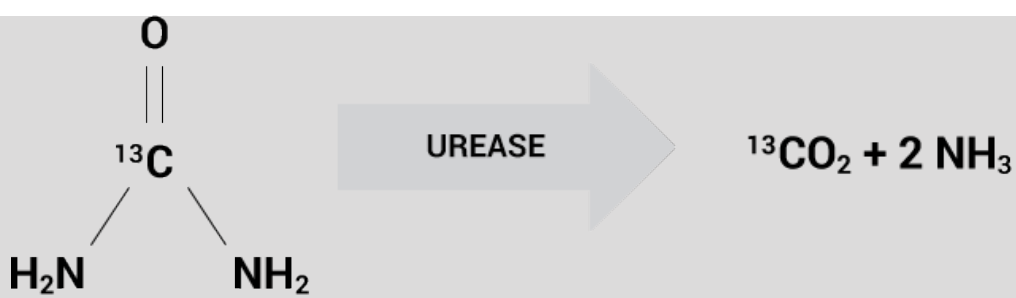 O
¹³C
H₂N NH₂
UREASE
¹³CO₂ + 2 NH₃